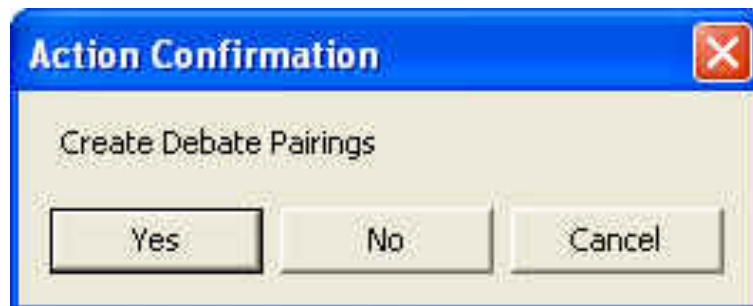 Action Confirmation
Create Debate Pairings
Yes No Cancel